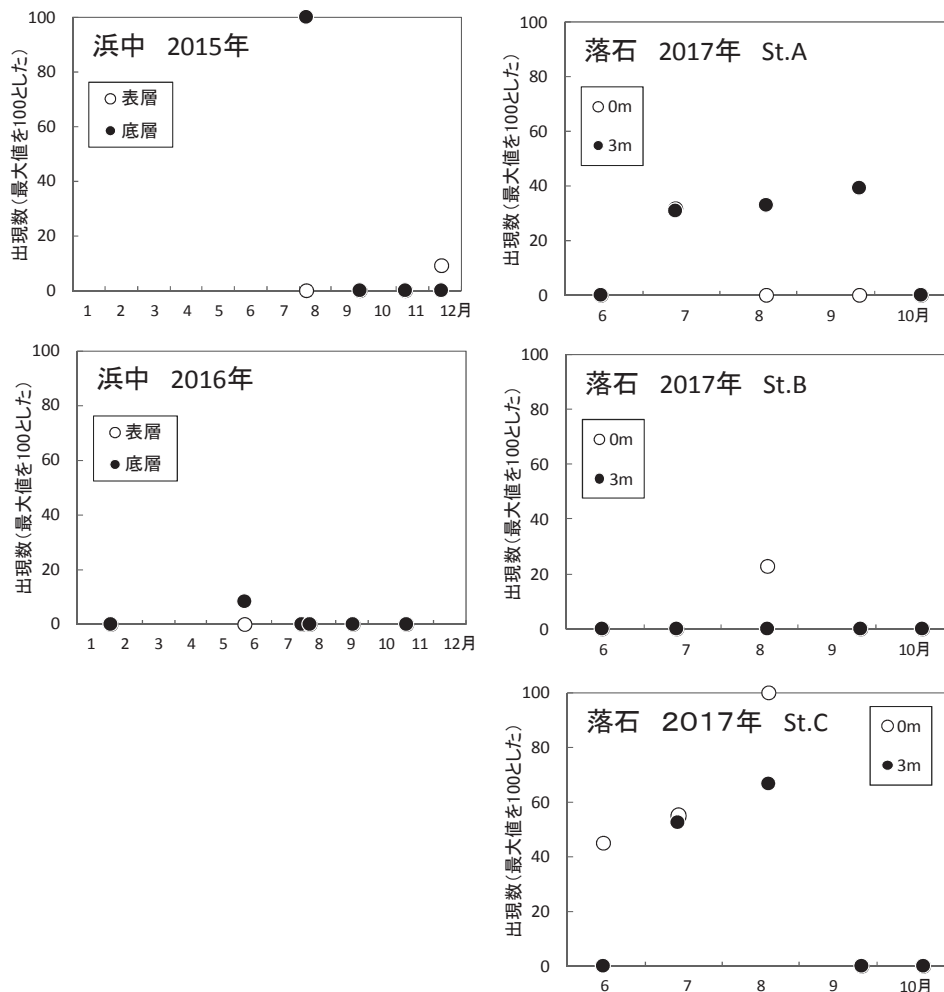 浜中 2015年
○表層
●底層
出現数(最大値を100とした)
100
80
60
40
20
0
1 2 3 4 5 6 7 8 9 10 11 12月
落石 2017年 St.A
○0m
●3m
出現数(最大値を100とした)
100
80
60
40
20
0
6 7 8 9 10月
浜中 2016年
○表層
●底層
出現数(最大値を100とした)
100
80
60
40
20
0
1 2 3 4 5 6 7 8 9 10 11 12月
落石 2017年 St.B
○0m
●3m
出現数(最大値を100とした)
100
80
60
40
20
0
6 7 8 9 10月
落石 2017年 St.C
○0m
●3m
出現数(最大値を100とした)
100
80
60
40
20
0
6 7 8 9 10月